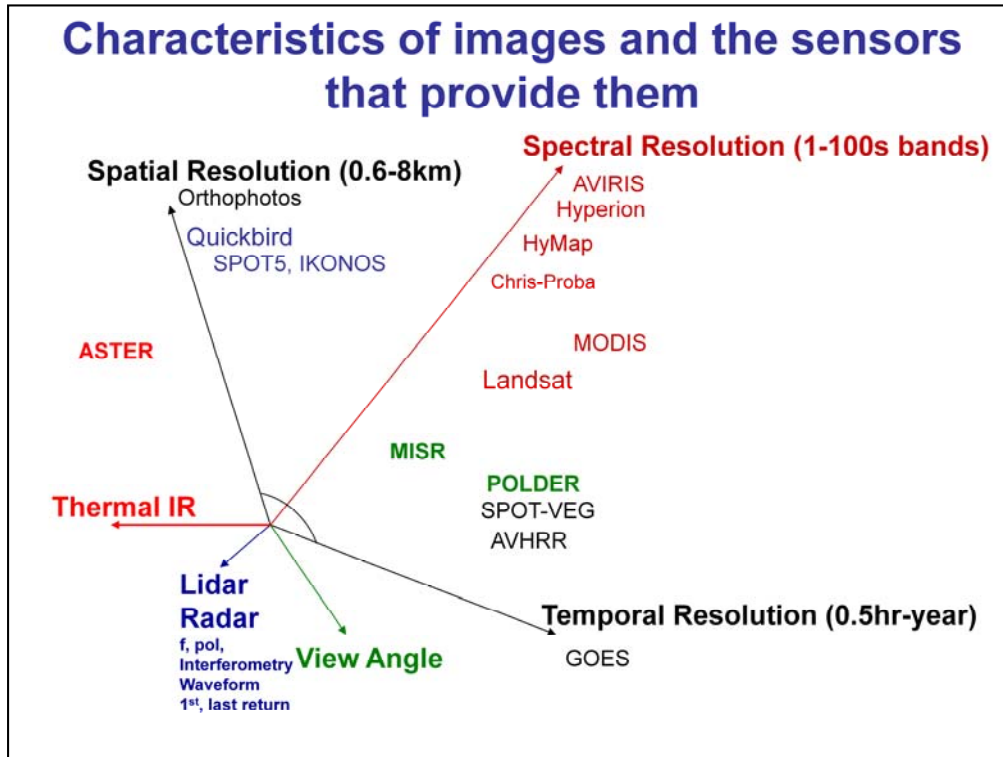 Characteristics of images and the sensors
that provide them
Spatial Resolution (0.6-8km)
Orthophotos
Quickbird
SPOT5, IKONOS
ASTER
Spectral Resolution (1-100s bands)
AVIRIS
Hyperion
HyMap
Chris-Proba
MODIS
Landsat
MISR
POLDER
SPOT-VEG
AVHRR
Thermal IR
Lidar
Radar
f, pol,
Interferometry
Waveform
1st, last return
View Angle
Temporal Resolution (0.5hr-year)
GOES